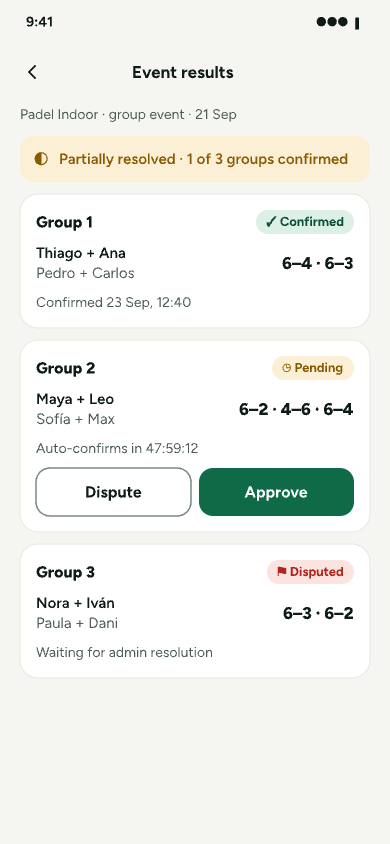 9:41
Event results
Padel Indoor · group event · 21 Sep
Partially resolved · 1 of 3 groups confirmed
Group 1
✓ Confirmed
Thiago + Ana
Pedro + Carlos
6–4 · 6–3
Confirmed 23 Sep, 12:40
Group 2
Pending
Maya + Leo
Sofía + Max
6–2 · 4–6 · 6–4
Auto-confirms in 47:59:12
Dispute
Approve
Group 3
Disputed
Nora + Iván
Paula + Dani
6–3 · 6–2
Waiting for admin resolution